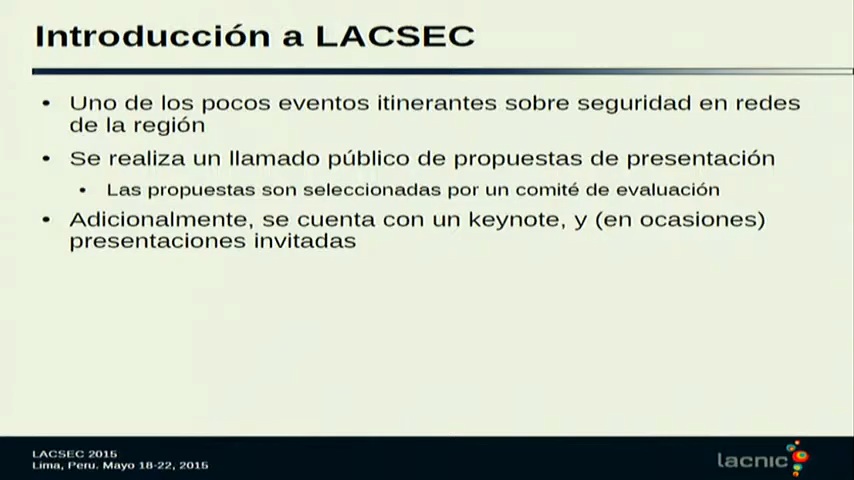 Introducción a LACSEC
• Uno de los pocos eventos itinerantes sobre seguridad en redes
de la región
• Se realiza un llamado público de propuestas de presentación
• Las propuestas son seleccionadas por un comité de evaluación
• Adicionalmente, se cuenta con un keynote, y (en ocasiones)
presentaciones invitadas
LACSEC 2015
Lima, Peru. Mayo 18-22, 2015
lacnic